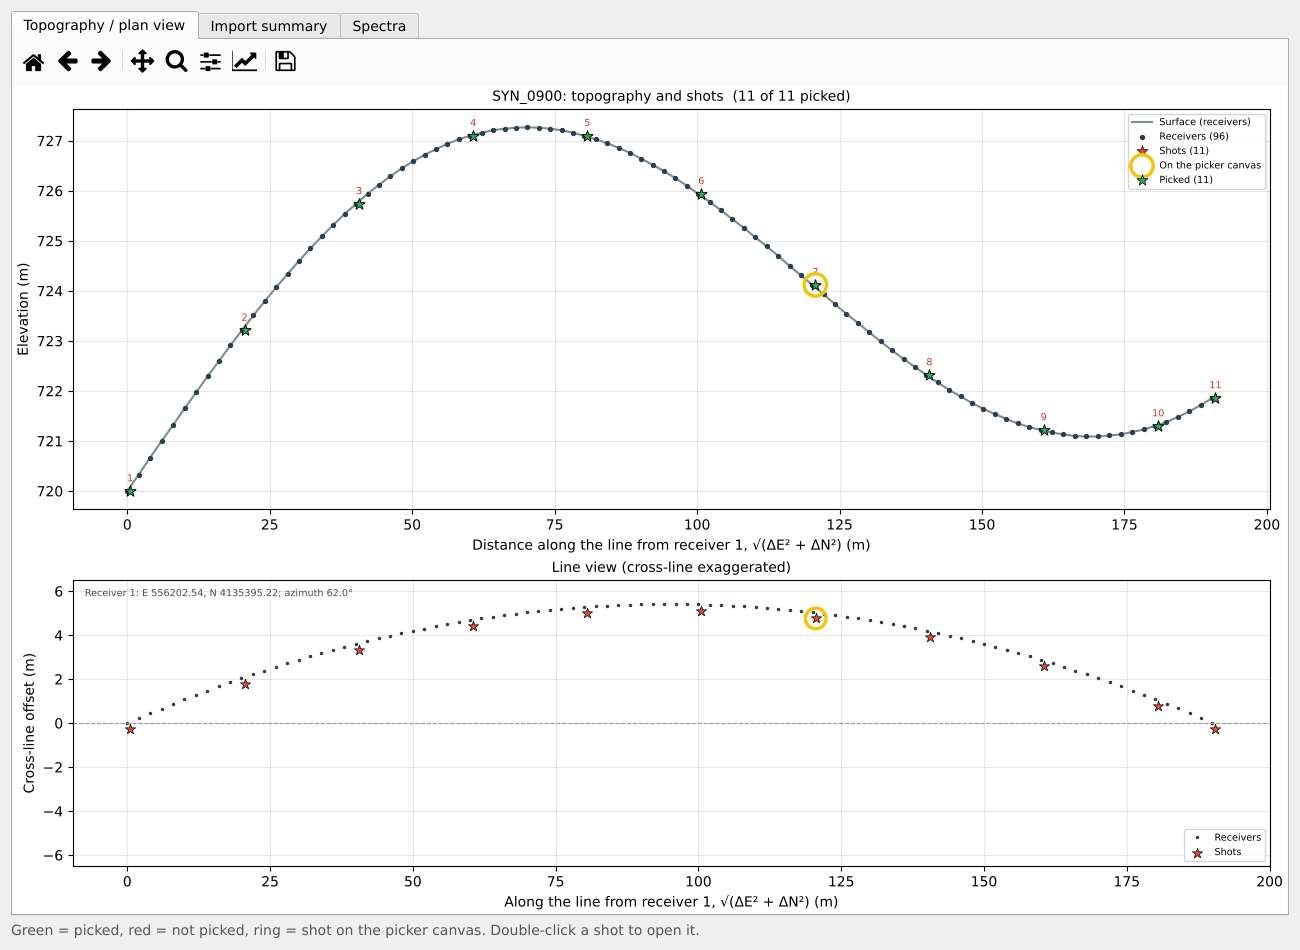 Topography / plan view
Import summary
Spectra
SYN_0900: topography and shots  (11 of 11 picked)
Surface (receivers)
Receivers (96)
Shots (11)
On the picker canvas
Picked (11)
Elevation (m)
727
726
725
724
723
722
721
720
1
2
3
4
5
6
7
8
9
10
11
0
25
50
75
100
125
150
175
200
Distance along the line from receiver 1, √(ΔE² + ΔN²) (m)
Line view (cross-line exaggerated)
Receiver 1: E 556202.54, N 4135395.22; azimuth 62.0°
Cross-line offset (m)
6
4
2
0
−2
−4
−6
Receivers
Shots
0
25
50
75
100
125
150
175
200
Along the line from receiver 1, √(ΔE² + ΔN²) (m)
Green = picked, red = not picked, ring = shot on the picker canvas. Double-click a shot to open it.